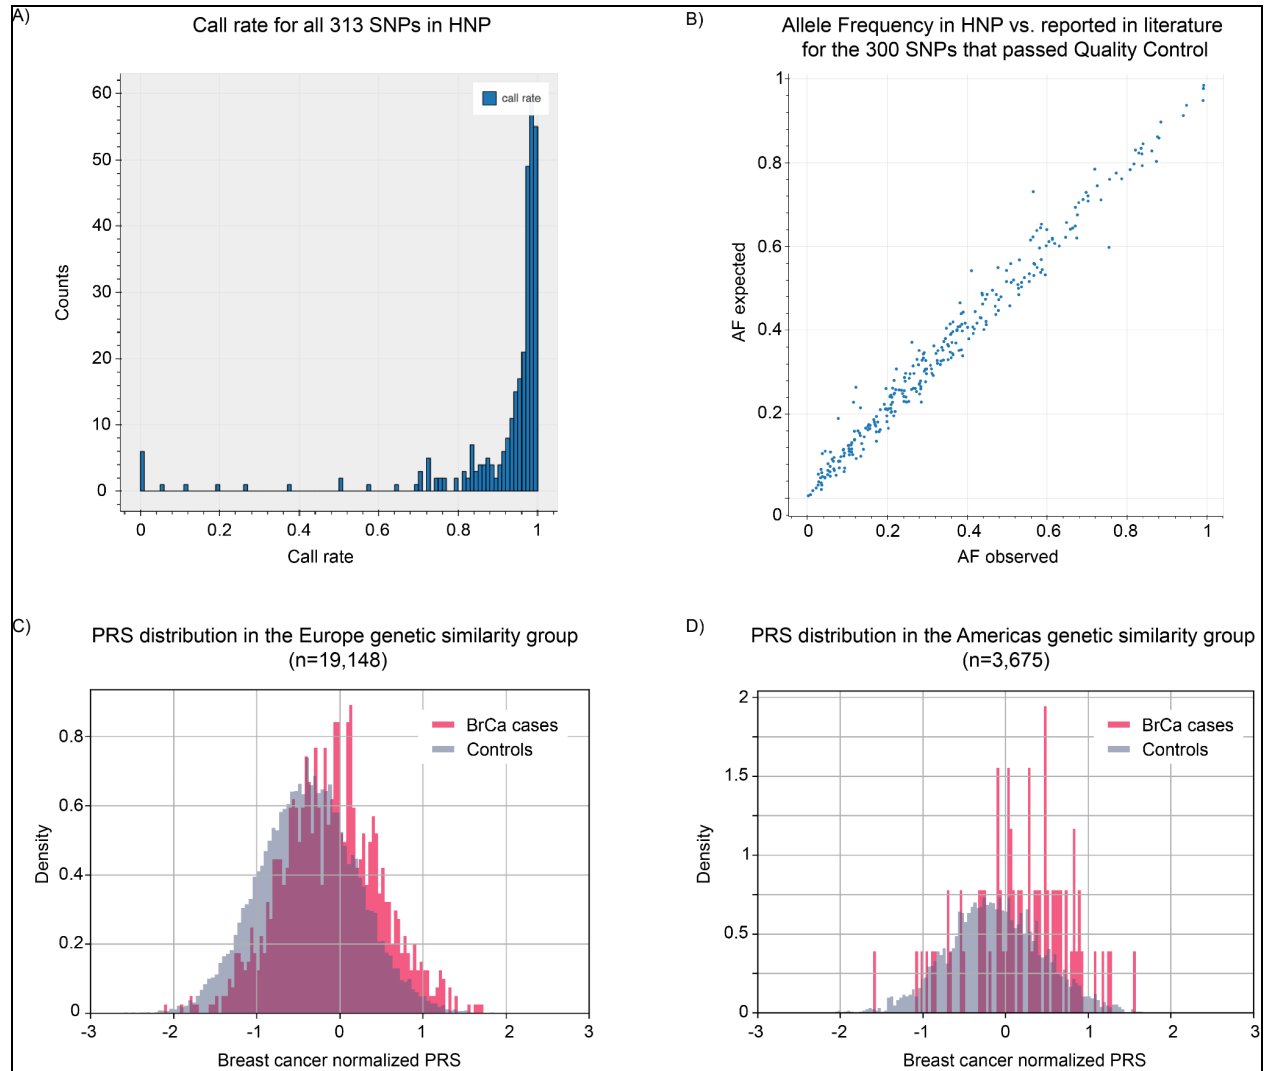 A)
Call rate for all 313 SNPs in HNP
call rate
60
50
40
30
20
10
0
Counts
0
0.2
0.4
0.6
0.8
1
Call rate
B)
Allele Frequency in HNP vs. reported in literature
for the 300 SNPs that passed Quality Control
1
0.8
0.6
0.4
0.2
0
AF expected
0
0.2
0.4
0.6
0.8
1
AF observed
C)
PRS distribution in the Europe genetic similarity group
(n=19,148)
BrCa cases
Controls
0.8
0.6
0.4
0.2
0
Density
-3
-2
-1
0
1
2
3
Breast cancer normalized PRS
D)
PRS distribution in the Americas genetic similarity group
(n=3,675)
BrCa cases
Controls
2
1.5
1
0.5
0
Density
-3
-2
-1
0
1
2
3
Breast cancer normalized PRS